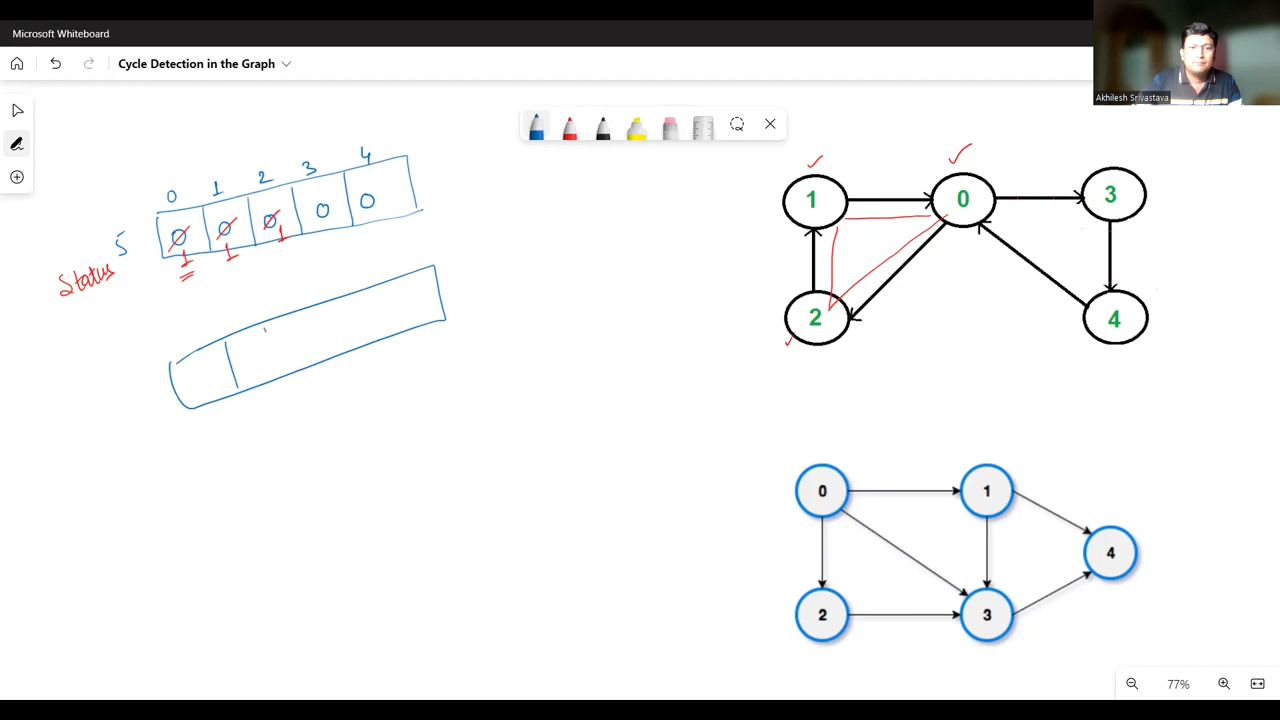 Microsoft Whiteboard
Cycle Detection in the Graph
Akhilesh Srivastava
0 1 2 3 4
5 0 0 0 0 0
1 1 1
Status
1 0 3
2 4
0 1
4
2 3
77%